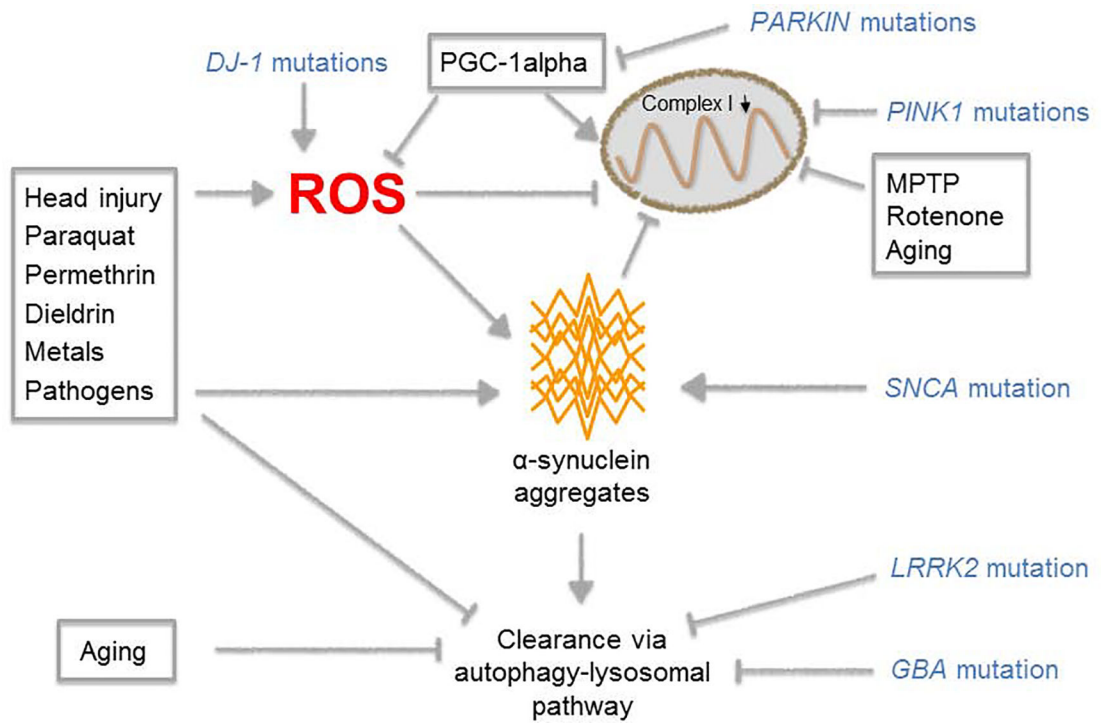 PARKIN mutations
DJ-1 mutations
PGC-1alpha
Complex I
PINK1 mutations
Head injury
Paraquat
Permethrin
Dieldrin
Metals
Pathogens
ROS
MPTP
Rotenone
Aging
SNCA mutation
α-synuclein
aggregates
LRRK2 mutation
Aging
Clearance via
autophagy-lysosomal
pathway
GBA mutation